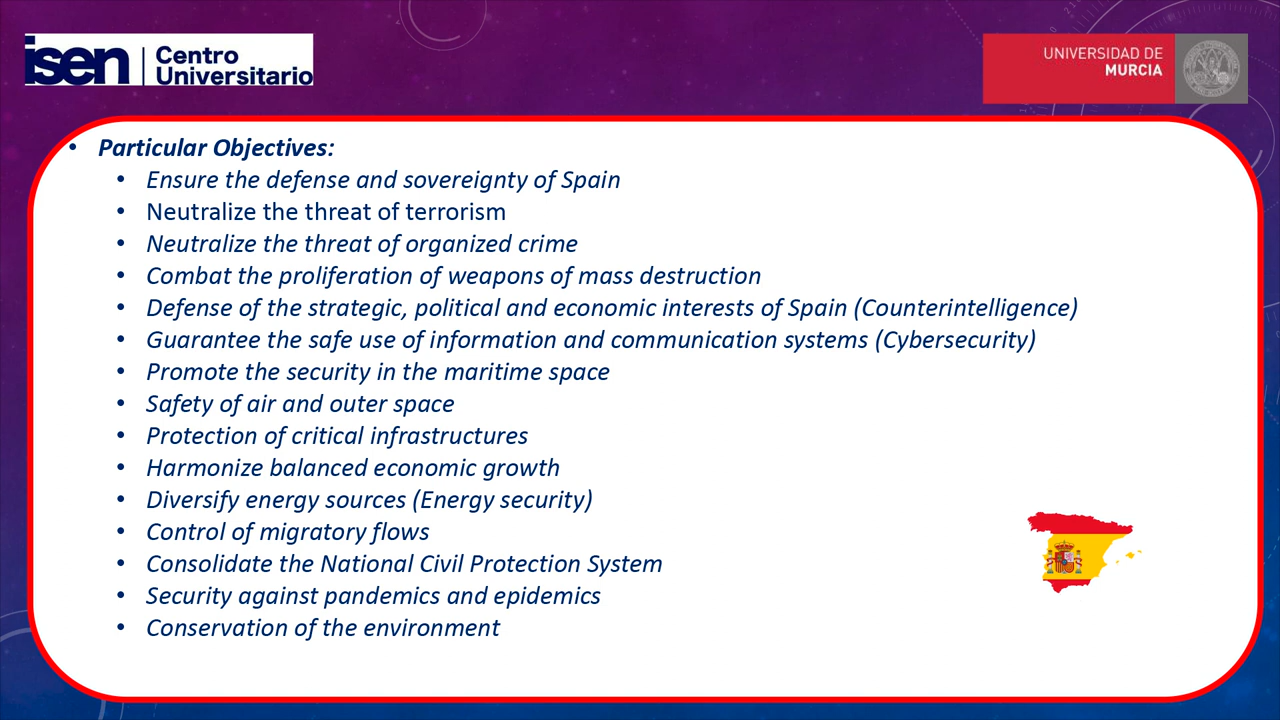 isen Centro
Universitario
UNIVERSIDAD DE
MURCIA
• Particular Objectives:
• Ensure the defense and sovereignty of Spain
• Neutralize the threat of terrorism
• Neutralize the threat of organized crime
• Combat the proliferation of weapons of mass destruction
• Defense of the strategic, political and economic interests of Spain (Counterintelligence)
• Guarantee the safe use of information and communication systems (Cybersecurity)
• Promote the security in the maritime space
• Safety of air and outer space
• Protection of critical infrastructures
• Harmonize balanced economic growth
• Diversify energy sources (Energy security)
• Control of migratory flows
• Consolidate the National Civil Protection System
• Security against pandemics and epidemics
• Conservation of the environment